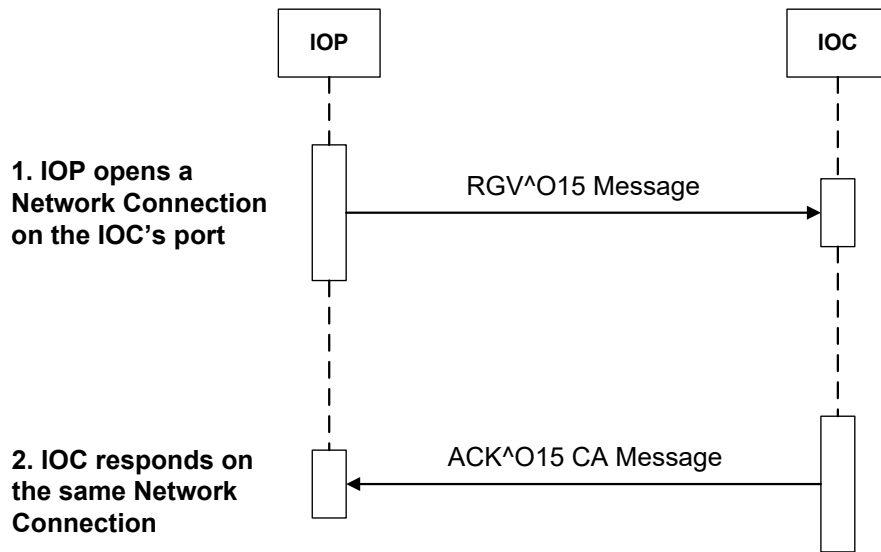 IOP
IOC
1. IOP opens a
Network Connection
on the IOC's port
RGV^O15 Message
2. IOC responds on
the same Network
Connection
ACK^O15 CA Message